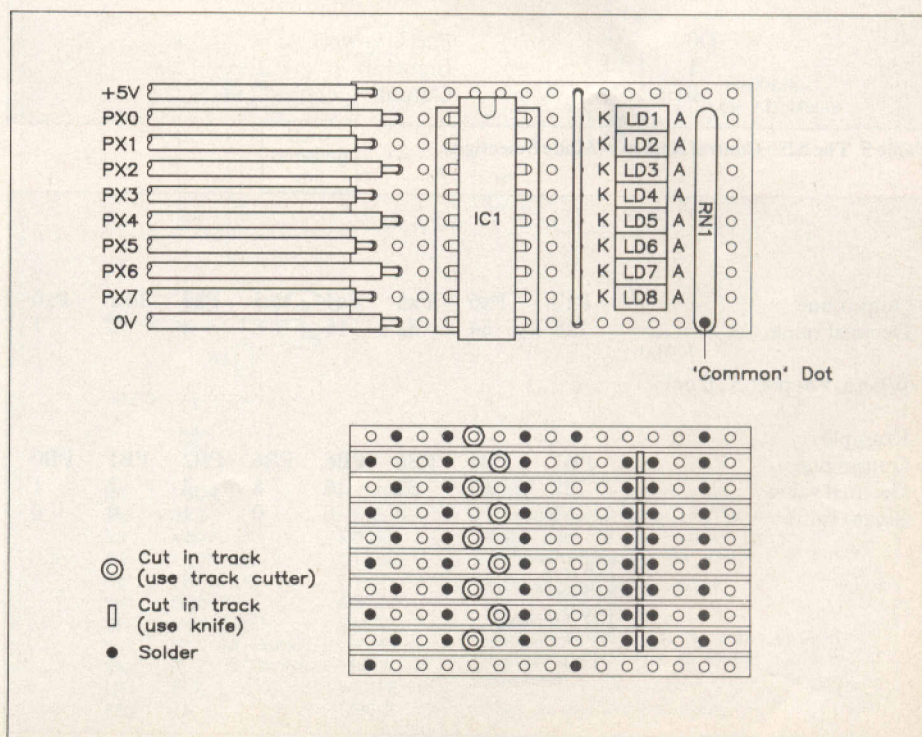 +5V
PX0
PX1
PX2
PX3
PX4
PX5
PX6
PX7
0V
IC1
K LD1 A
K LD2 A
K LD3 A
K LD4 A
K LD5 A
K LD6 A
K LD7 A
K LD8 A
RN1
'Common' Dot
Cut in track
(use track cutter)
Cut in track
(use knife)
Solder